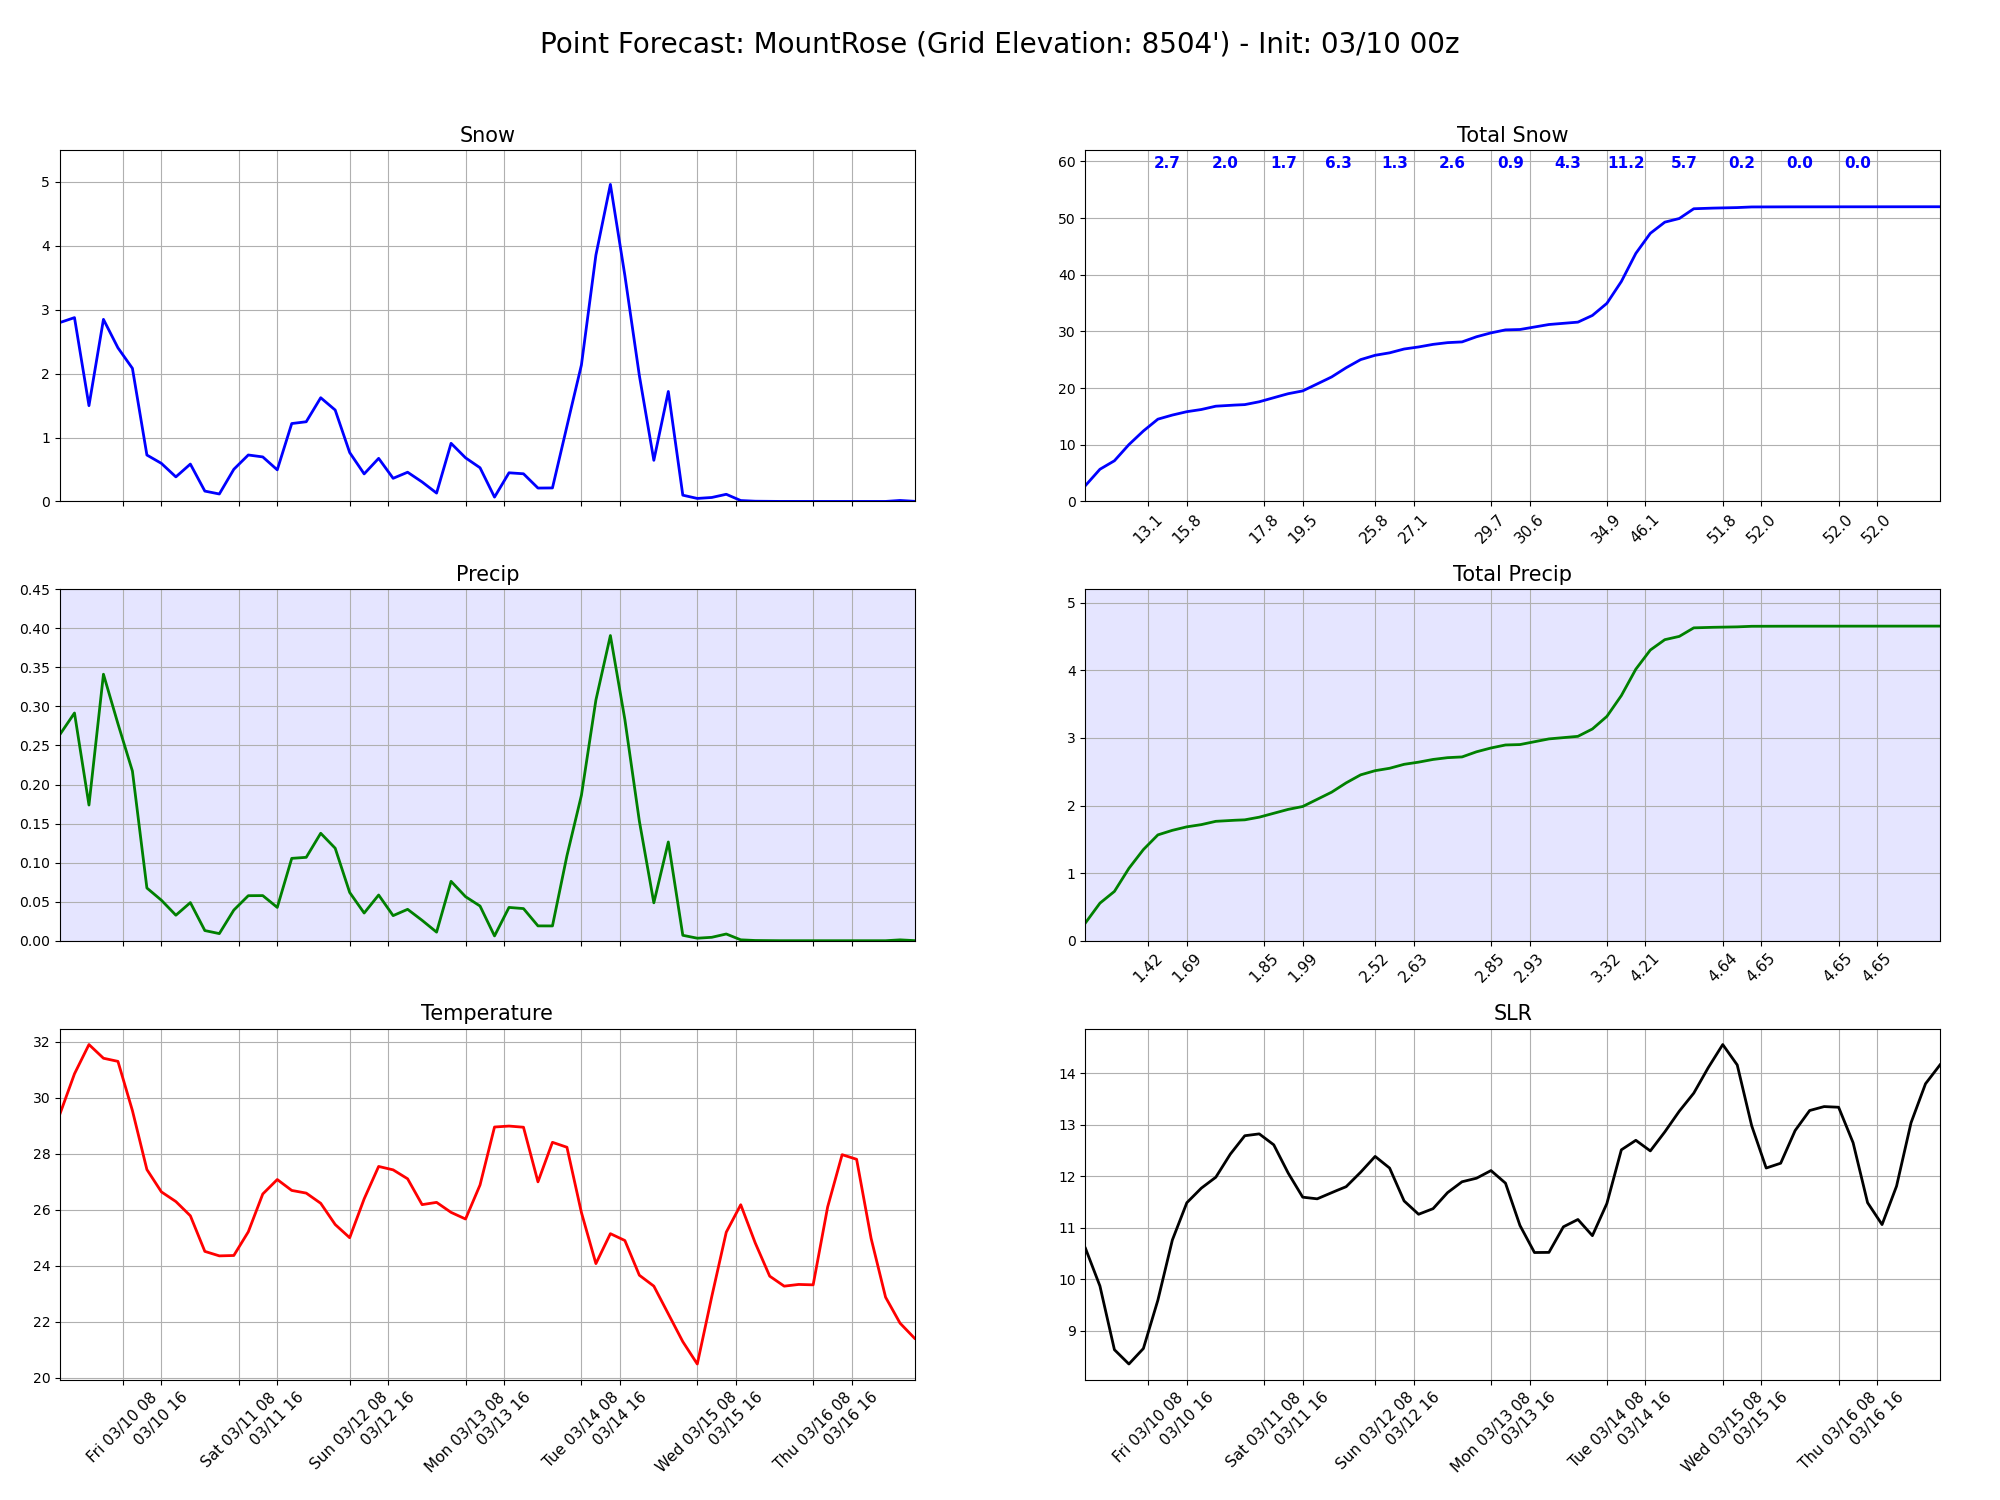 Point Forecast: MountRose (Grid Elevation: 8504') - Init: 03/10 00z
Snow
5
4
3
2
1
0
Total Snow
60
50
40
30
20
10
0
2.7 2.0 1.7 6.3 1.3 2.6 0.9 4.3 11.2 5.7 0.2 0.0 0.0
13.1 15.8 17.8 19.5 25.8 27.1 29.7 30.6 34.9 46.1 51.8 52.0 52.0 52.0
Precip
0.45
0.40
0.35
0.30
0.25
0.20
0.15
0.10
0.05
0.00
Total Precip
5
4
3
2
1
0
1.42 1.69 1.85 1.99 2.52 2.63 2.85 2.93 3.32 4.21 4.64 4.65 4.65 4.65
Temperature
32
30
28
26
24
22
20
Fri 03/10 08
03/10 16
Sat 03/11 08
03/11 16
Sun 03/12 08
03/12 16
Mon 03/13 08
03/13 16
Tue 03/14 08
03/14 16
Wed 03/15 08
03/15 16
Thu 03/16 08
03/16 16
SLR
14
13
12
11
10
9
Fri 03/10 08
03/10 16
Sat 03/11 08
03/11 16
Sun 03/12 08
03/12 16
Mon 03/13 08
03/13 16
Tue 03/14 08
03/14 16
Wed 03/15 08
03/15 16
Thu 03/16 08
03/16 16